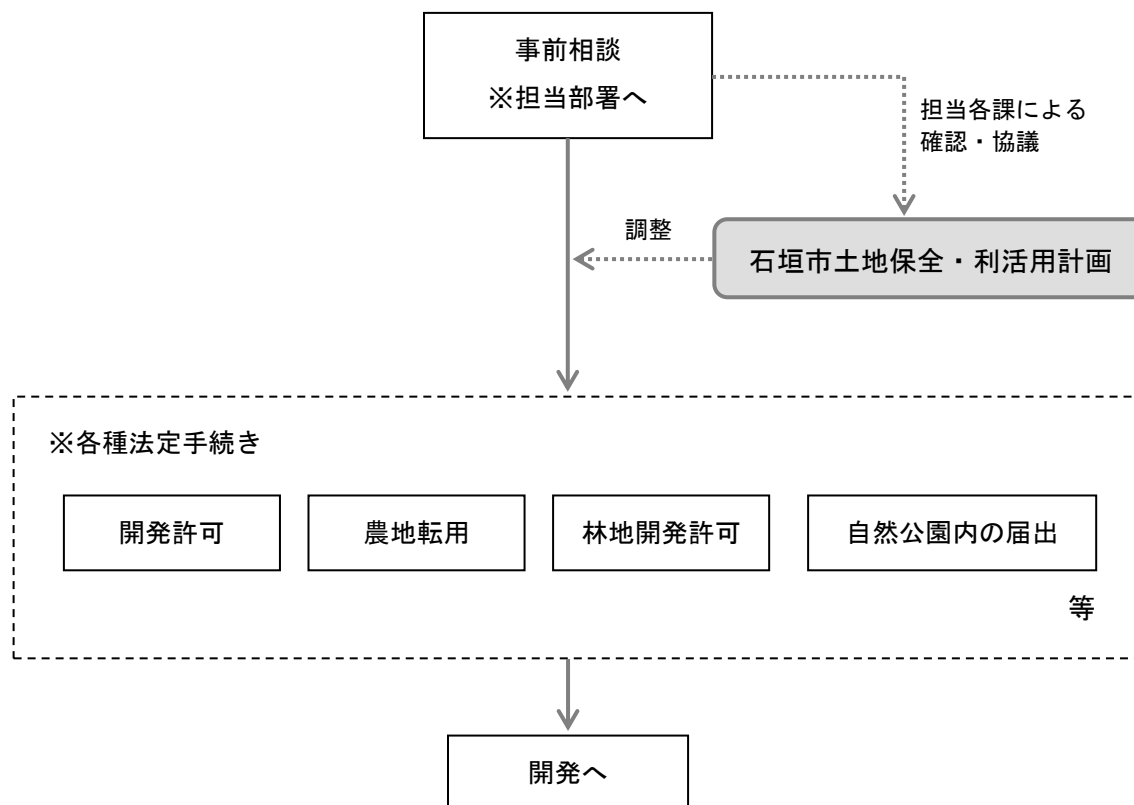 事前相談
※担当部署へ
担当各課による
確認・協議
調整
石垣市土地保全・利活用計画
※各種法定手続き
開発許可
農地転用
林地開発許可
自然公園内の届出
等
開発へ